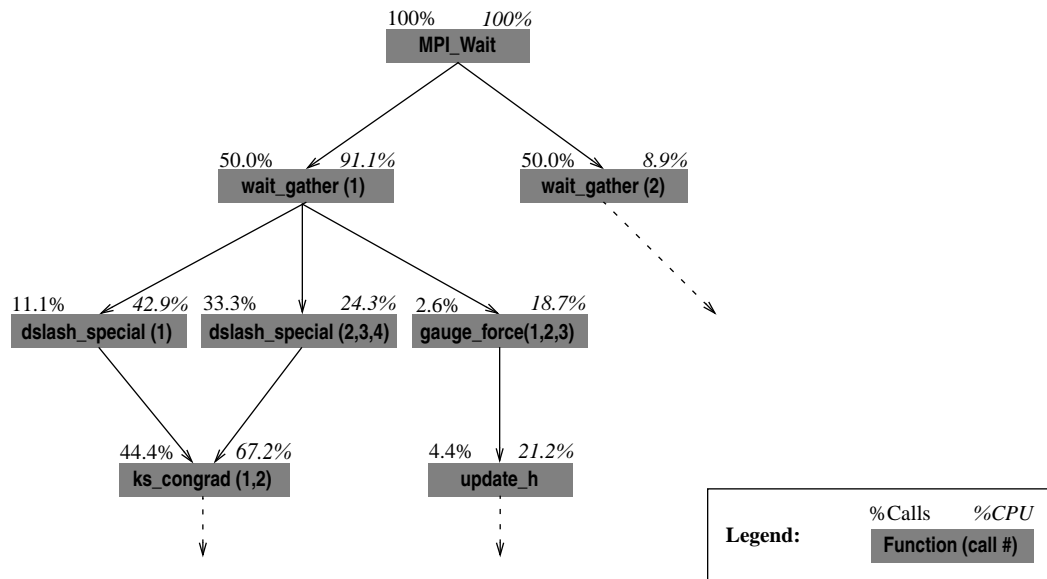 100% 100%
MPI_Wait
50.0% 91.1% 50.0% 8.9%
wait_gather (1) wait_gather (2)
11.1% 42.9% 33.3% 24.3% 2.6% 18.7%
dslash_special (1) dslash_special (2,3,4) gauge_force(1,2,3)
44.4% 67.2% 4.4% 21.2%
ks_congrad (1,2) update_h
%Calls %CPU
Legend:
Function (call #)